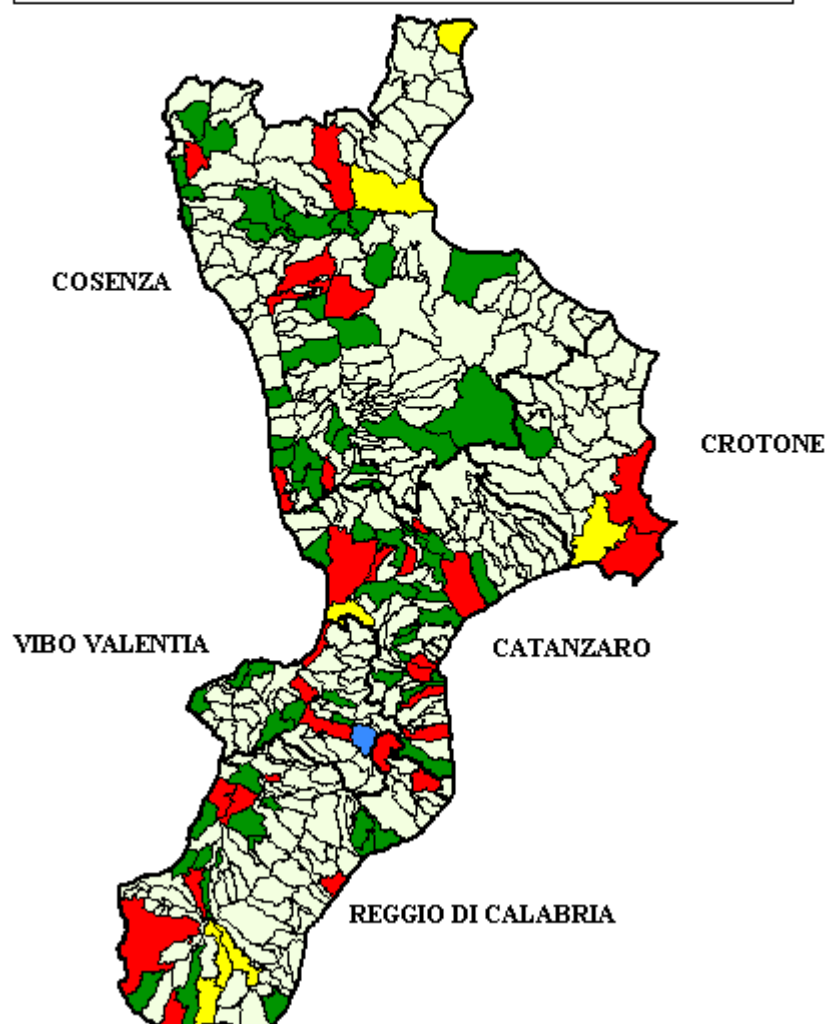 COSENZA
CROTONE
VIBO VALENTIA
CATANZARO
REGGIO DI CALABRIA